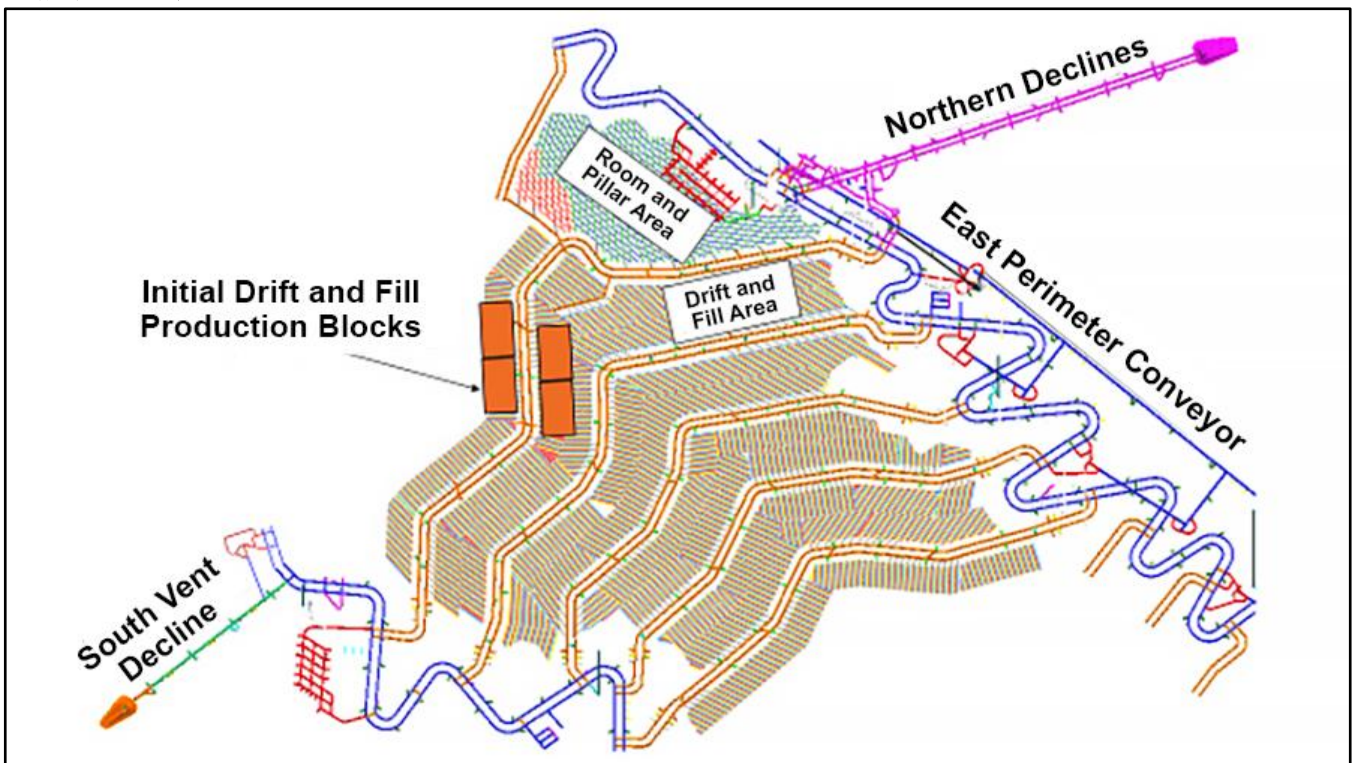 Northern Declines
Room and
Pillar Area
East Perimeter Conveyor
Initial Drift and Fill
Production Blocks
Drift and
Fill Area
South Vent
Decline